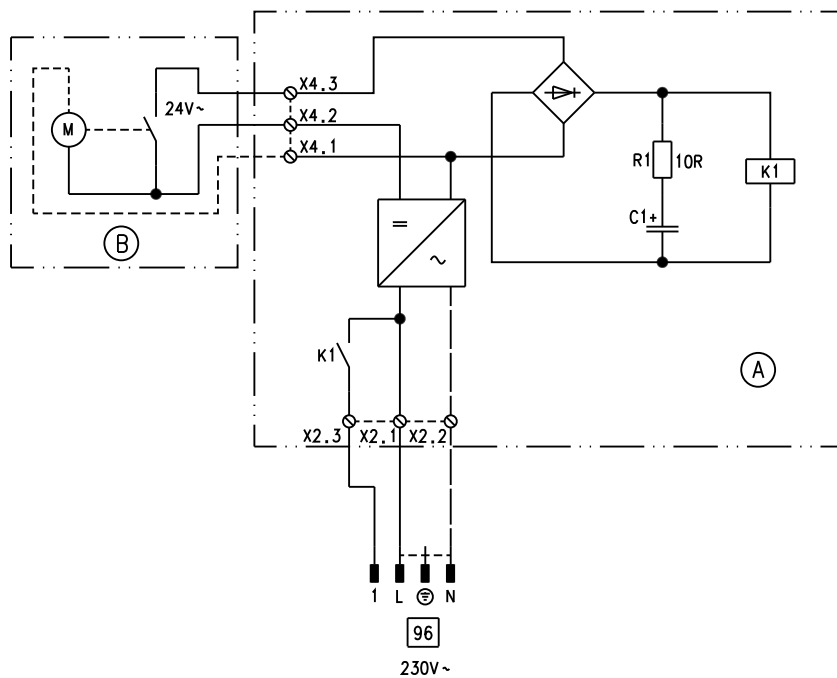 X4.3
24V~
X4.2
M
X4.1
R1
10R
K1
C1+
B
=
~
K1
A
X2.3
X2.1
X2.2
1
L
N
96
230V~